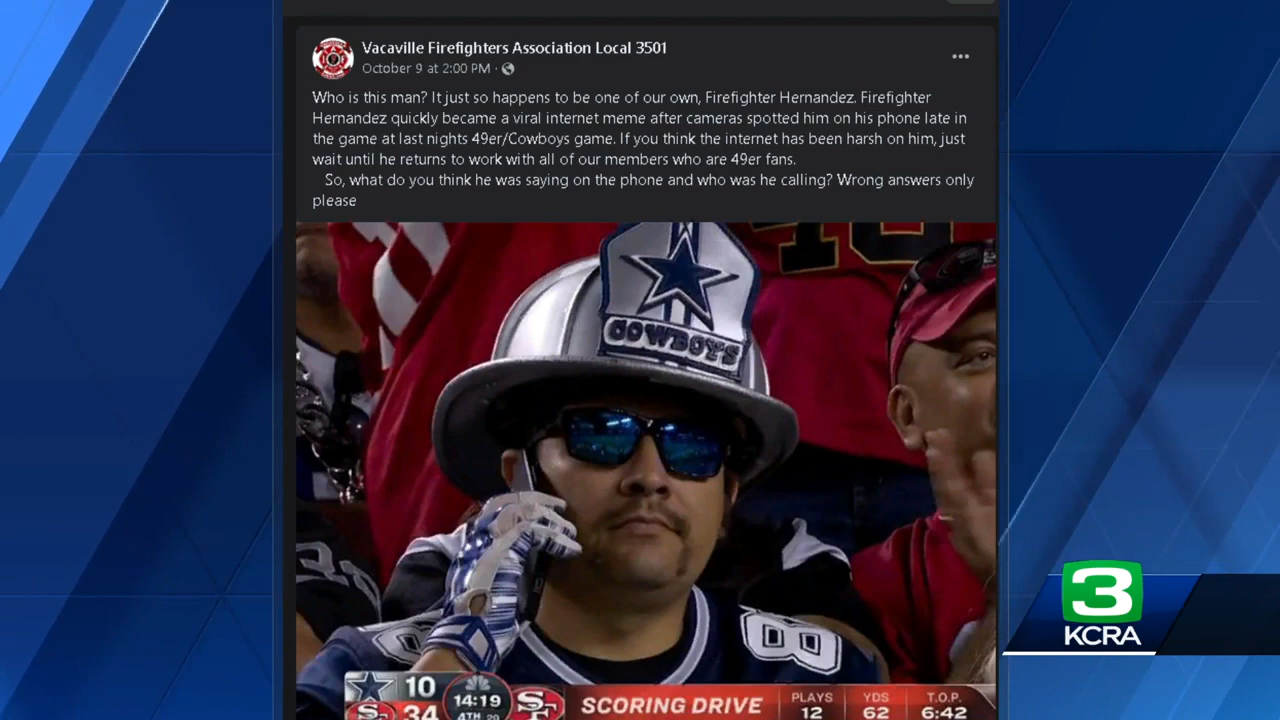 Vacaville Firefighters Association Local 3501
October 9 at 2:00 PM ·
Who is this man? It just so happens to be one of our own, Firefighter Hernandez. Firefighter
Hernandez quickly became a viral internet meme after cameras spotted him on his phone late in
the game at last nights 49er/Cowboys game. If you think the internet has been harsh on him, just
wait until he returns to work with all of our members who are 49er fans.
So, what do you think he was saying on the phone and who was he calling? Wrong answers only
please
COWBOYS
8
10
34
14:19
4TH
SF
SCORING DRIVE
PLAYS
12
YDS
62
T.O.P.
6:42
3
KCRA